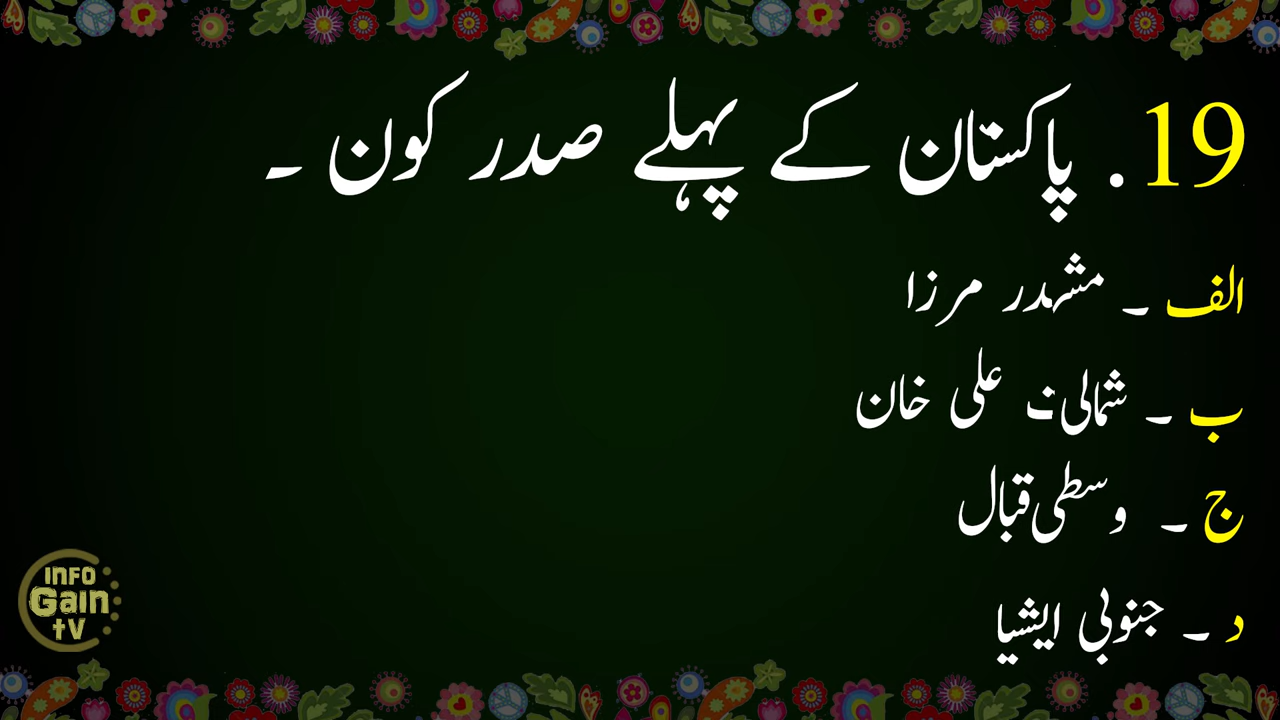 19. پاکستان کے پہلے صدر کون ۔
الف ۔ مشہدر مرزا
ب ۔ شمالی ن علی خان
ج ۔ وسطی قبال
د ۔ جنوبی ایشیا
INFO
Gain
tV